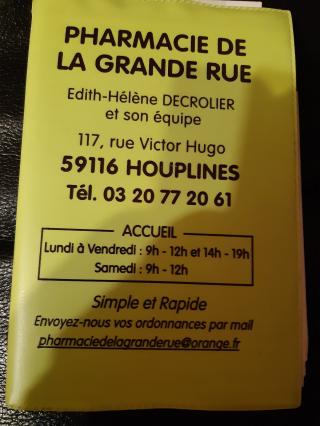 PHARMACIE DE
LA GRANDE RUE
Edith-Hélène DECROLIER
et son équipe
117, rue Victor Hugo
59116 HOUPLINES
Tél. 03 20 77 20 61
ACCUEIL
Lundi à Vendredi : 9h - 12h et 14h - 19h
Samedi : 9h - 12h
Simple et Rapide
Envoyez-nous vos ordonnances par mail
pharmaciedelagranderue@orange.fr